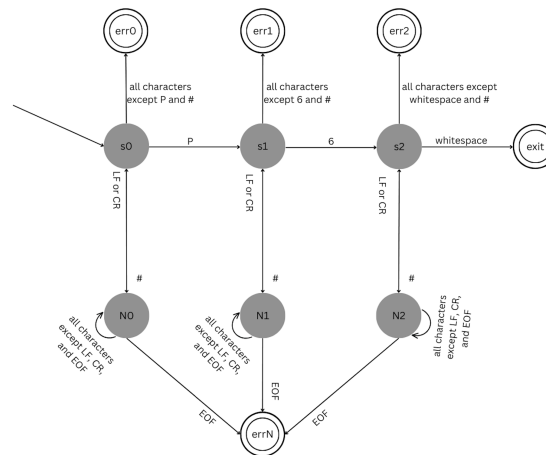 err0
err1
err2
all characters
except P and #
all characters
except 6 and #
all characters except
whitespace and #
s0
P
s1
6
s2
whitespace
exit
LF or CR
LF or CR
LF or CR
#
#
#
N0
N1
N2
all characters
except LF, CR,
and EOF
all characters
except LF, CR,
and EOF
all characters
except LF, CR,
and EOF
EOF
EOF
EOF
errN